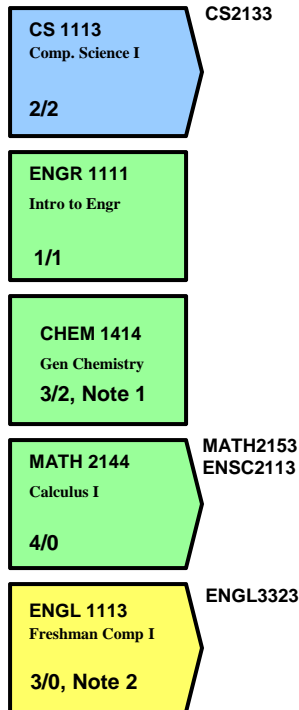 CS 1113
Comp. Science I
2/2
CS2133
ENGR 1111
Intro to Engr
1/1
CHEM 1414
Gen Chemistry
3/2, Note 1
MATH 2144
Calculus I
4/0
MATH2153
ENSC2113
ENGL 1113
Freshman Comp I
3/0, Note 2
ENGL3323